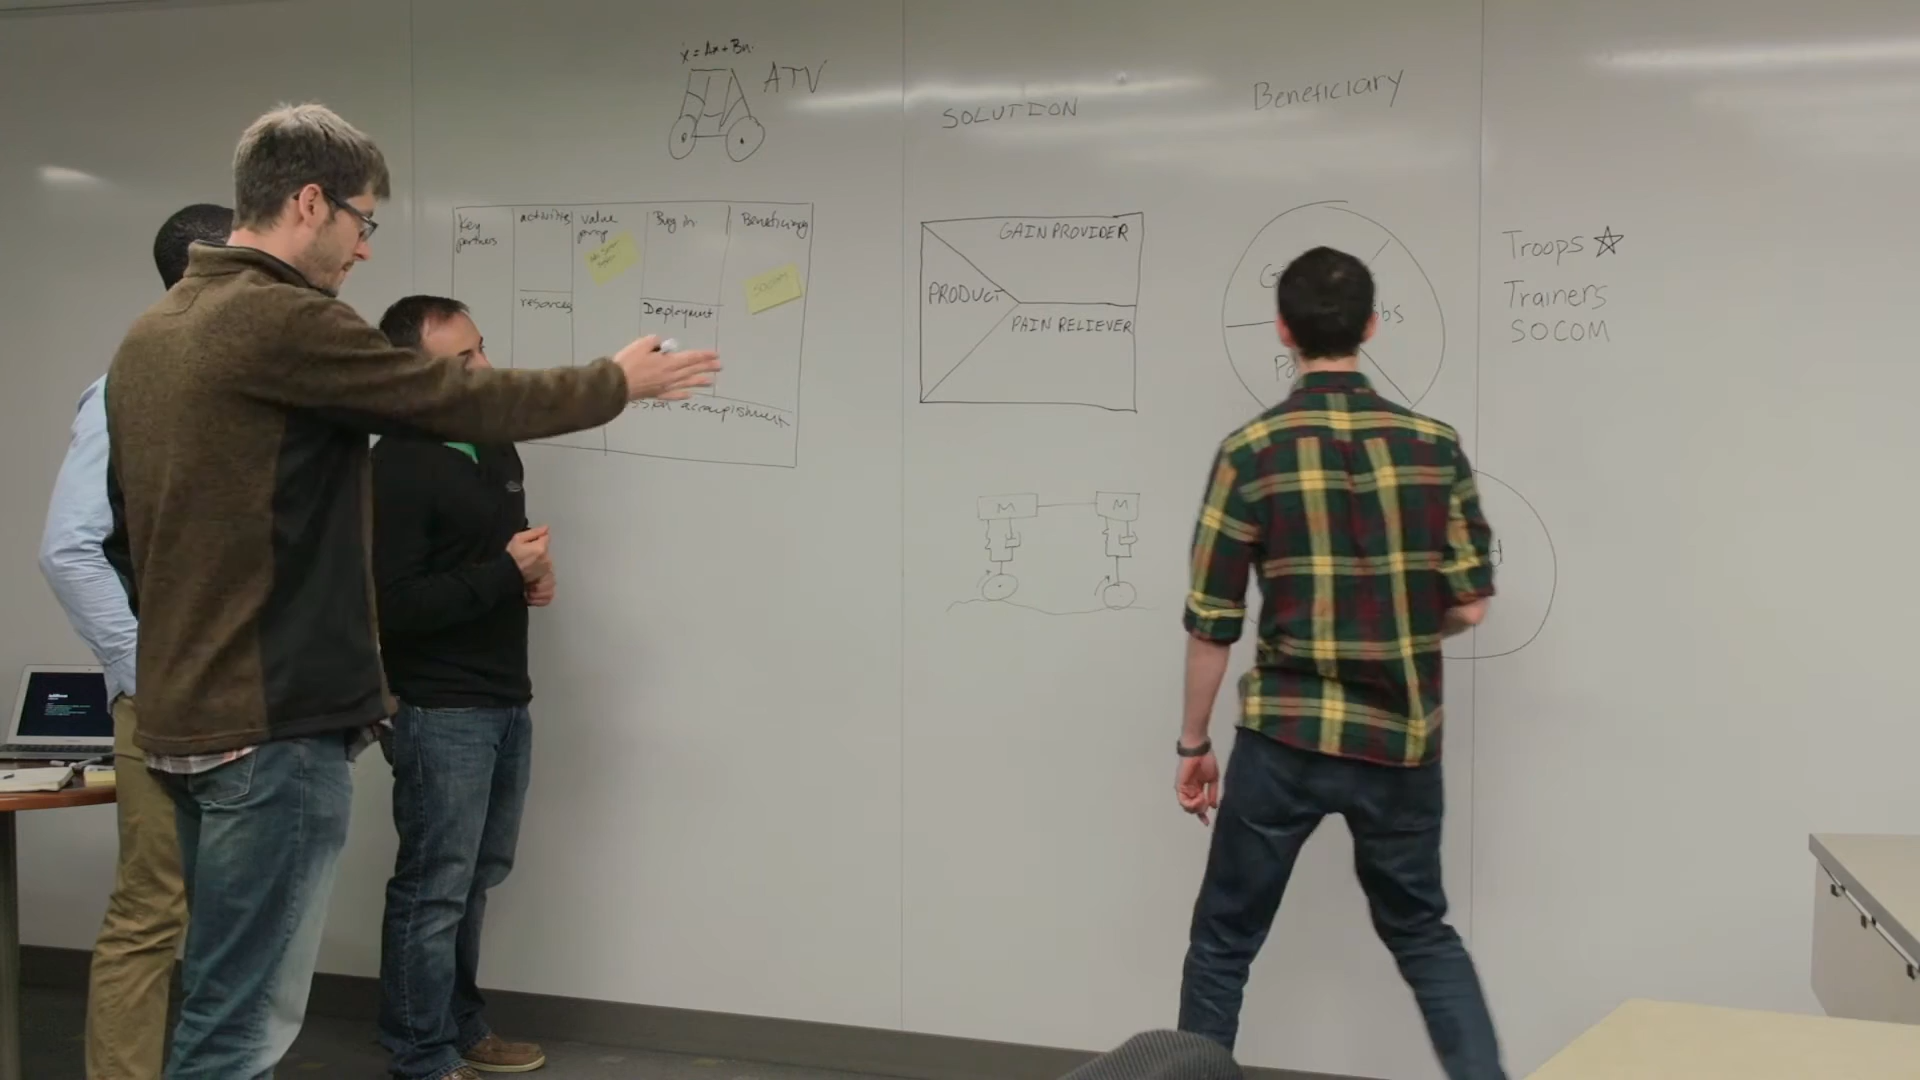 ẋ = Ax + Bu
ATV
SOLUTION
Beneficiary
Key
partners
activities
value
prop
Buy in
Beneficiary
SOCOM
resources
Deployment
accomplishment
GAIN PROVIDER
PRODUCT
PAIN RELIEVER
Troops ☆
Trainers
SOCOM
M
M